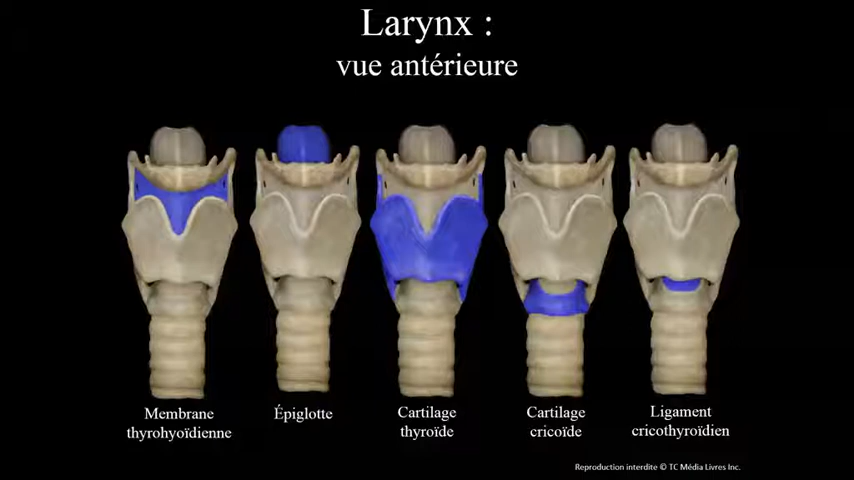 Larynx :
vue antérieure
Membrane
thyrohyoïdienne
Épiglotte
Cartilage
thyroïde
Cartilage
cricoïde
Ligament
cricothyroïdien
Reproduction interdite © TC Média Livres Inc.